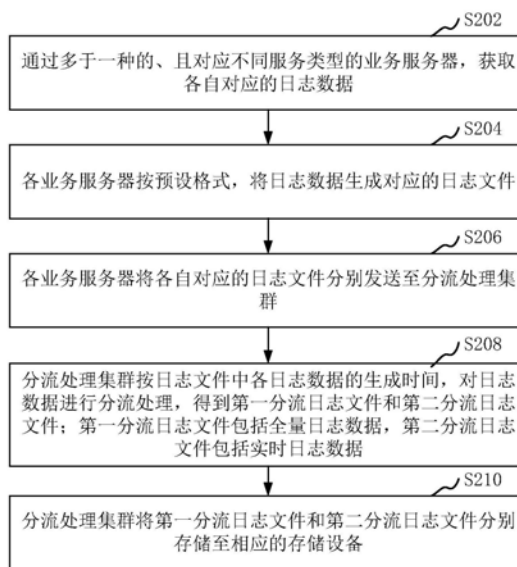 S202
通过多于一种的、且对应不同服务类型的业务服务器，获取
各自对应的日志数据
S204
各业务服务器按预设格式，将日志数据生成对应的日志文件
S206
各业务服务器将各自对应的日志文件分别发送至分流处理集
群
S208
分流处理集群按日志文件中各日志数据的生成时间，对日志
数据进行分流处理，得到第一分流日志文件和第二分流日志
文件；第一分流日志文件包括全量日志数据，第二分流日志
文件包括实时日志数据
S210
分流处理集群将第一分流日志文件和第二分流日志文件分别
存储至相应的存储设备